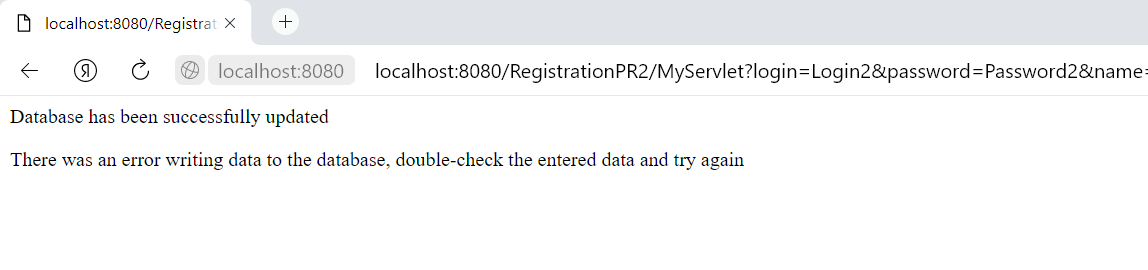 localhost:8080/Registrat
localhost:8080 localhost:8080/RegistrationPR2/MyServlet?login=Login2&password=Password2&name=
Database has been successfully updated
There was an error writing data to the database, double-check the entered data and try again